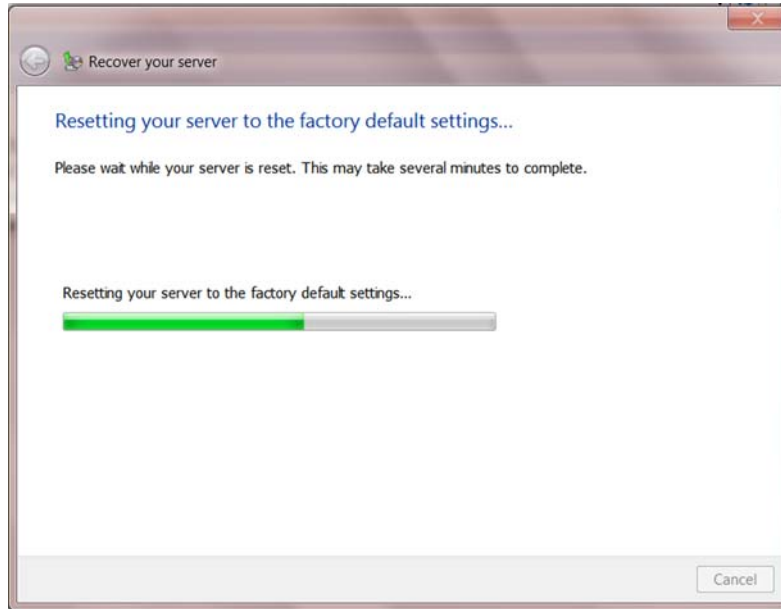 Recover your server
Resetting your server to the factory default settings...
Please wait while your server is reset. This may take several minutes to complete.
Resetting your server to the factory default settings...
Cancel